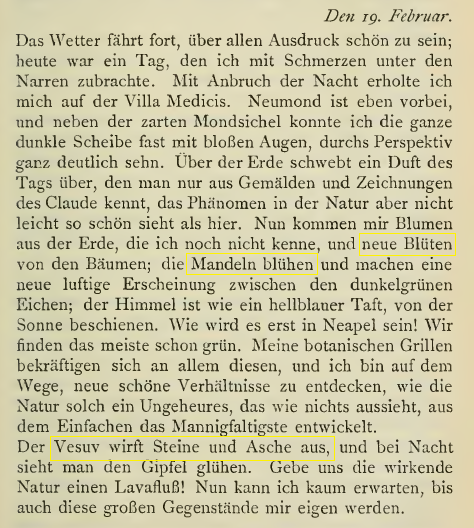 Den 19. Februar.
Das Wetter fährt fort, über allen Ausdruck schön zu sein;
heute war ein Tag, den ich mit Schmerzen unter den
Narren zubrachte. Mit Anbruch der Nacht erholte ich
mich auf der Villa Medicis. Neumond ist eben vorbei,
und neben der zarten Mondsichel konnte ich die ganze
dunkle Scheibe fast mit bloßen Augen, durchs Perspektiv
ganz deutlich sehn. Über der Erde schwebt ein Duft des
Tags über, den man nur aus Gemälden und Zeichnungen
des Claude kennt, das Phänomen in der Natur aber nicht
leicht so schön sieht als hier. Nun kommen mir Blumen
aus der Erde, die ich noch nicht kenne, und neue Blüten
von den Bäumen; die Mandeln blühen und machen eine
neue luftige Erscheinung zwischen den dunkelgrünen
Eichen; der Himmel ist wie ein hellblauer Taft, von der
Sonne beschienen. Wie wird es erst in Neapel sein! Wir
finden das meiste schon grün. Meine botanischen Grillen
bekräftigen sich an allem diesen, und ich bin auf dem
Wege, neue schöne Verhältnisse zu entdecken, wie die
Natur solch ein Ungeheures, das wie nichts aussieht, aus
dem Einfachen das Mannigfaltigste entwickelt.
Der Vesuv wirft Steine und Asche aus, und bei Nacht
sieht man den Gipfel glühen. Gebe uns die wirkende
Natur einen Lavafluß! Nun kann ich kaum erwarten, bis
auch diese großen Gegenstände mir eigen werden.